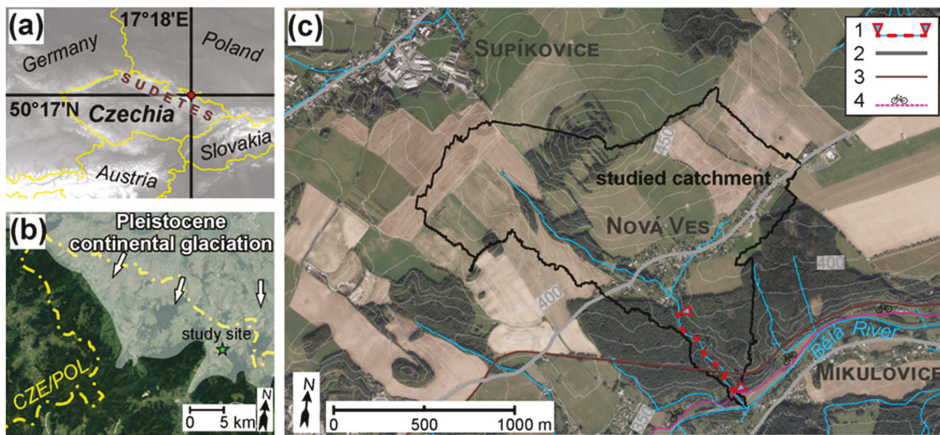 (a)
17°18'E
Germany
Poland
SUDETES
50°17'N
Czechia
Slovakia
Austria
(b)
Pleistocene
continental glaciation
study site
CZE/POL
N
0 5 km
(c)
SUPÍKOVICE
1
2
3
4
450
studied catchment
NOVÁ VES
400
400
Bělá River
MIKULOVICE
350
N
0 500 1000 m